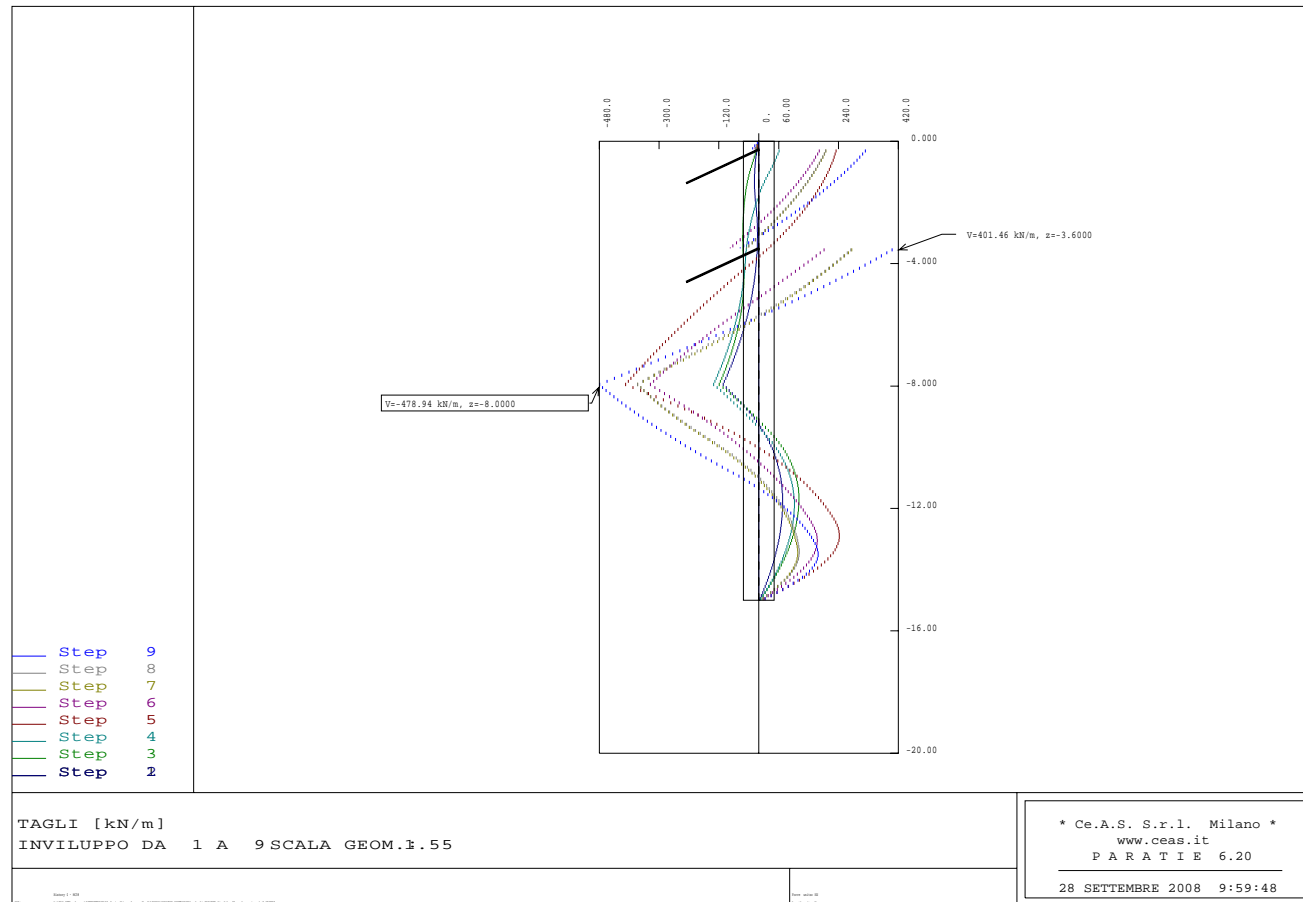 -480.0
-300.0
-120.0
0.
60.00
240.0
420.0
0.000
V=401.46 kN/m, z=-3.6000
-4.000
-8.000
V=-478.94 kN/m, z=-8.0000
-12.00
-16.00
-20.00
Step 9
Step 8
Step 7
Step 6
Step 5
Step 4
Step 3
Step
TAGLI [kN/m]
INVILUPPO DA 1 A 9 SCALA GEOM.
* Ce.A.S. S.r.l. Milano *
www.ceas.it
P A R A T I E 6.20
28 SETTEMBRE 2008 9:59:48